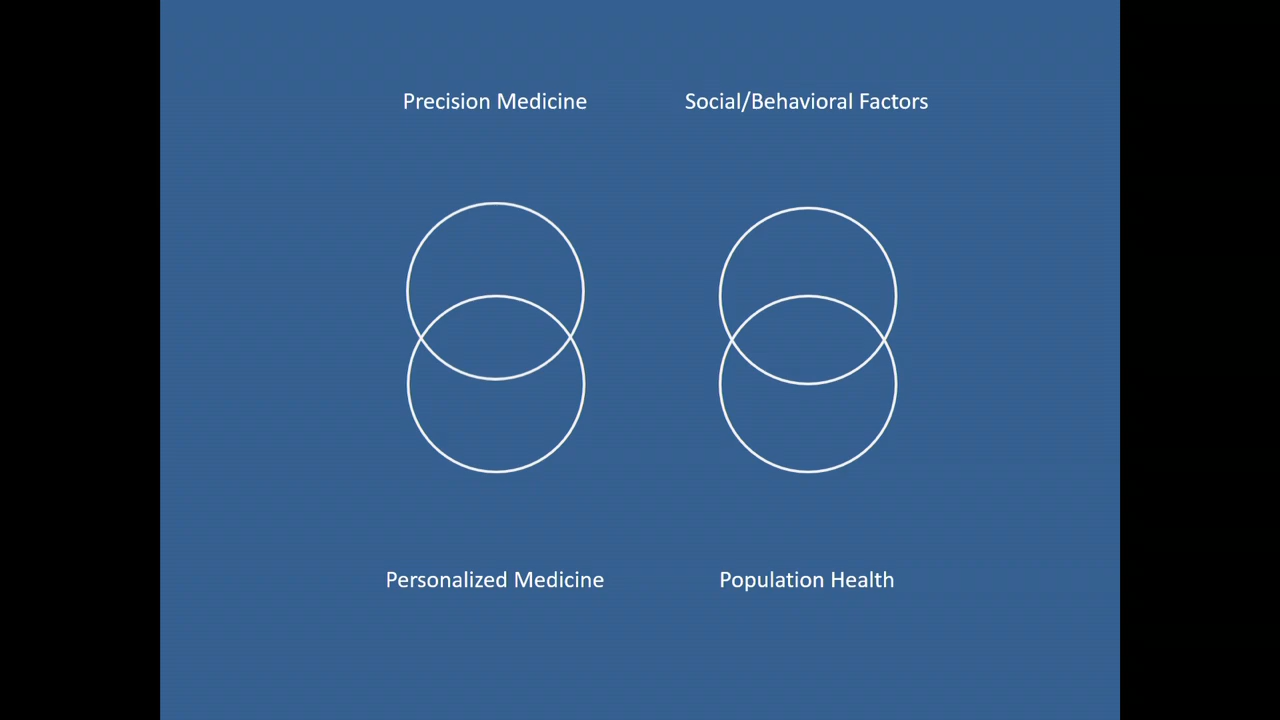 Precision Medicine
Social/Behavioral Factors
Personalized Medicine
Population Health